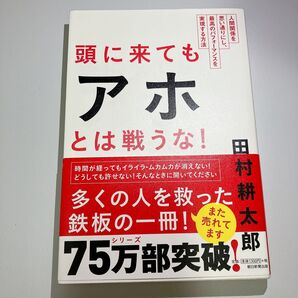 人間関係を
思い通りにし、
最高のパフォーマンスを
実現する方法
頭に来ても
アホ
とは戦うな!
田村耕太郎
時間が経ってもイライラ・ムカムカが消えない!
どうしても許せない!そんなときに開いてください
多くの人を救った
鉄板の一冊!
また
売れて
ます
シリーズ
75万部突破!
朝日新聞出版